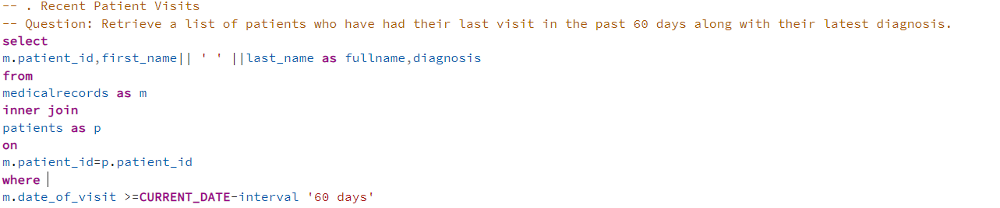 -- . Recent Patient Visits
-- Question: Retrieve a list of patients who have had their last visit in the past 60 days along with their latest diagnosis.
select
m.patient_id,first_name|| ' ' ||last_name as fullname,diagnosis
from
medicalrecords as m
inner join
patients as p
on
m.patient_id=p.patient_id
where
m.date_of_visit >=CURRENT_DATE-interval '60 days'